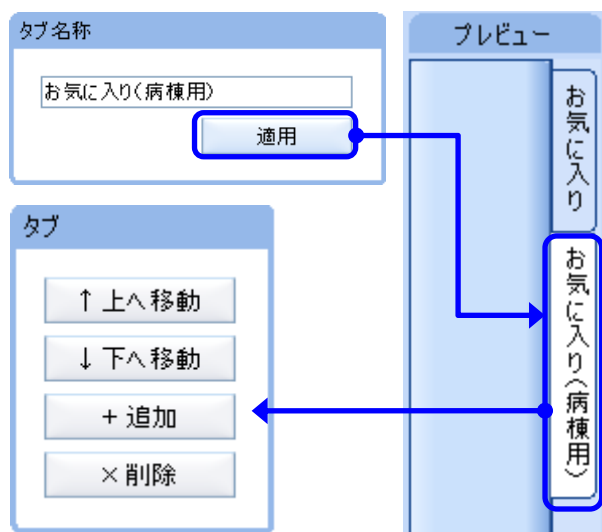 タブ名称
お気に入り(病棟用)
適用
タブ
↑上へ移動
↓下へ移動
+追加
×削除
プレビュー
お気に入り
お気に入り(病棟用)